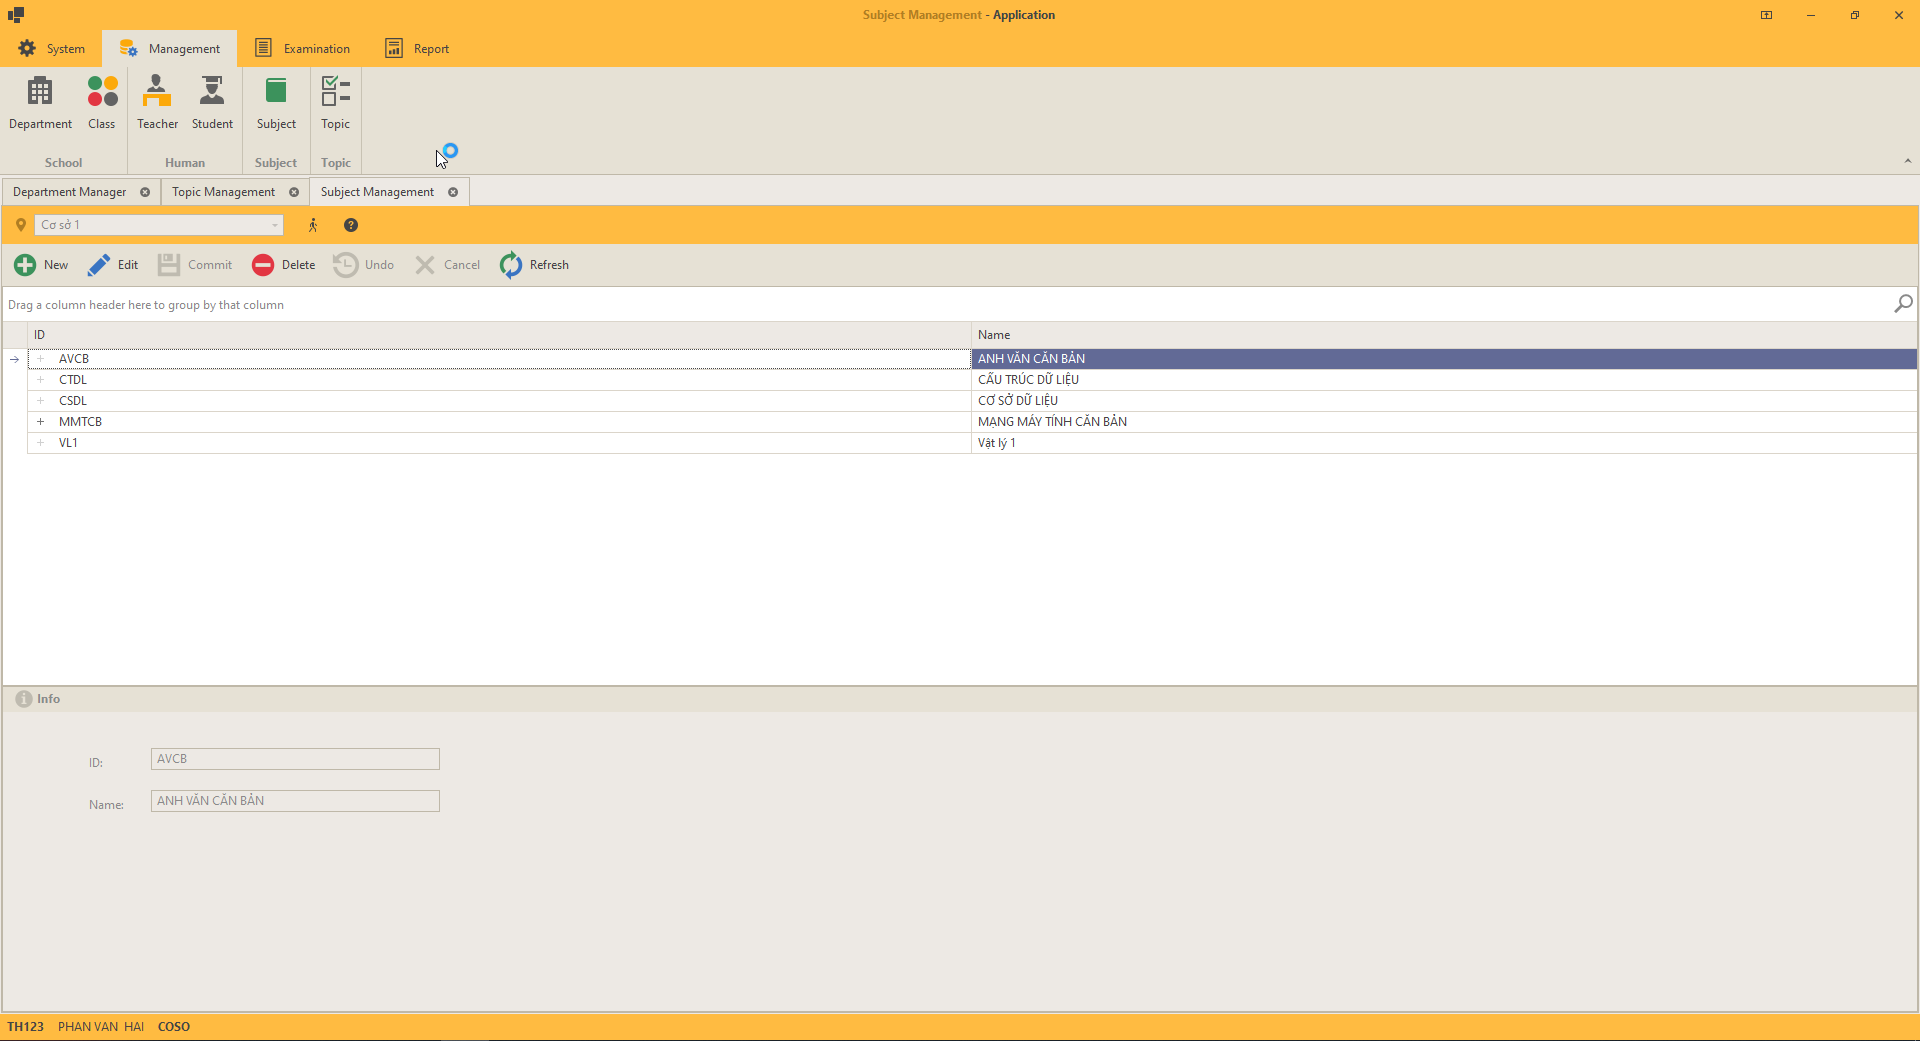 Subject Management - Application
System Management Examination Report
Department Class Teacher Student Subject Topic
School Human Subject Topic
Department Manager Topic Management Subject Management
Cơ sở 1
New Edit Commit Delete Undo Cancel Refresh
Drag a column header here to group by that column
ID Name
AVCB ANH VĂN CĂN BẢN
CTDL CẤU TRÚC DỮ LIỆU
CSDL CƠ SỞ DỮ LIỆU
MMTCB MẠNG MÁY TÍNH CĂN BẢN
VL1 Vật lý 1
Info
ID: AVCB
Name: ANH VĂN CĂN BẢN
TH123 PHAN VAN HAI COSO